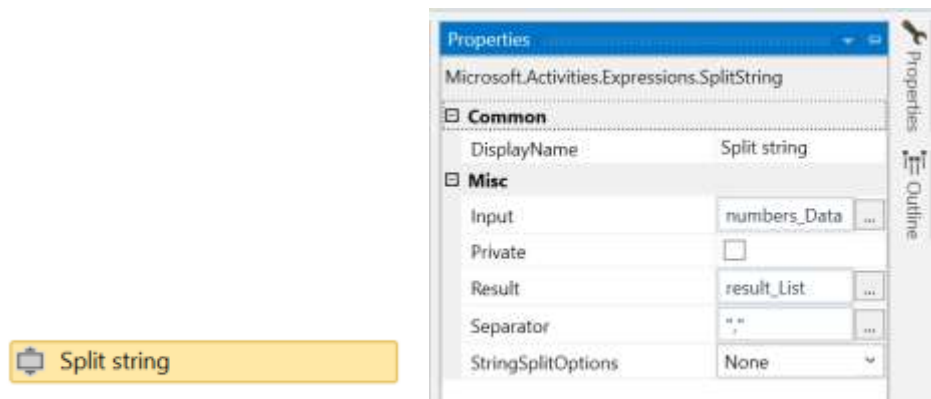 Split string
Properties
Microsoft.Activities.Expressions.SplitString
Common
DisplayName Split string
Misc
Input numbers_Data ...
Private
Result result_List ...
Separator "," ...
StringSplitOptions None
Properties
Outline